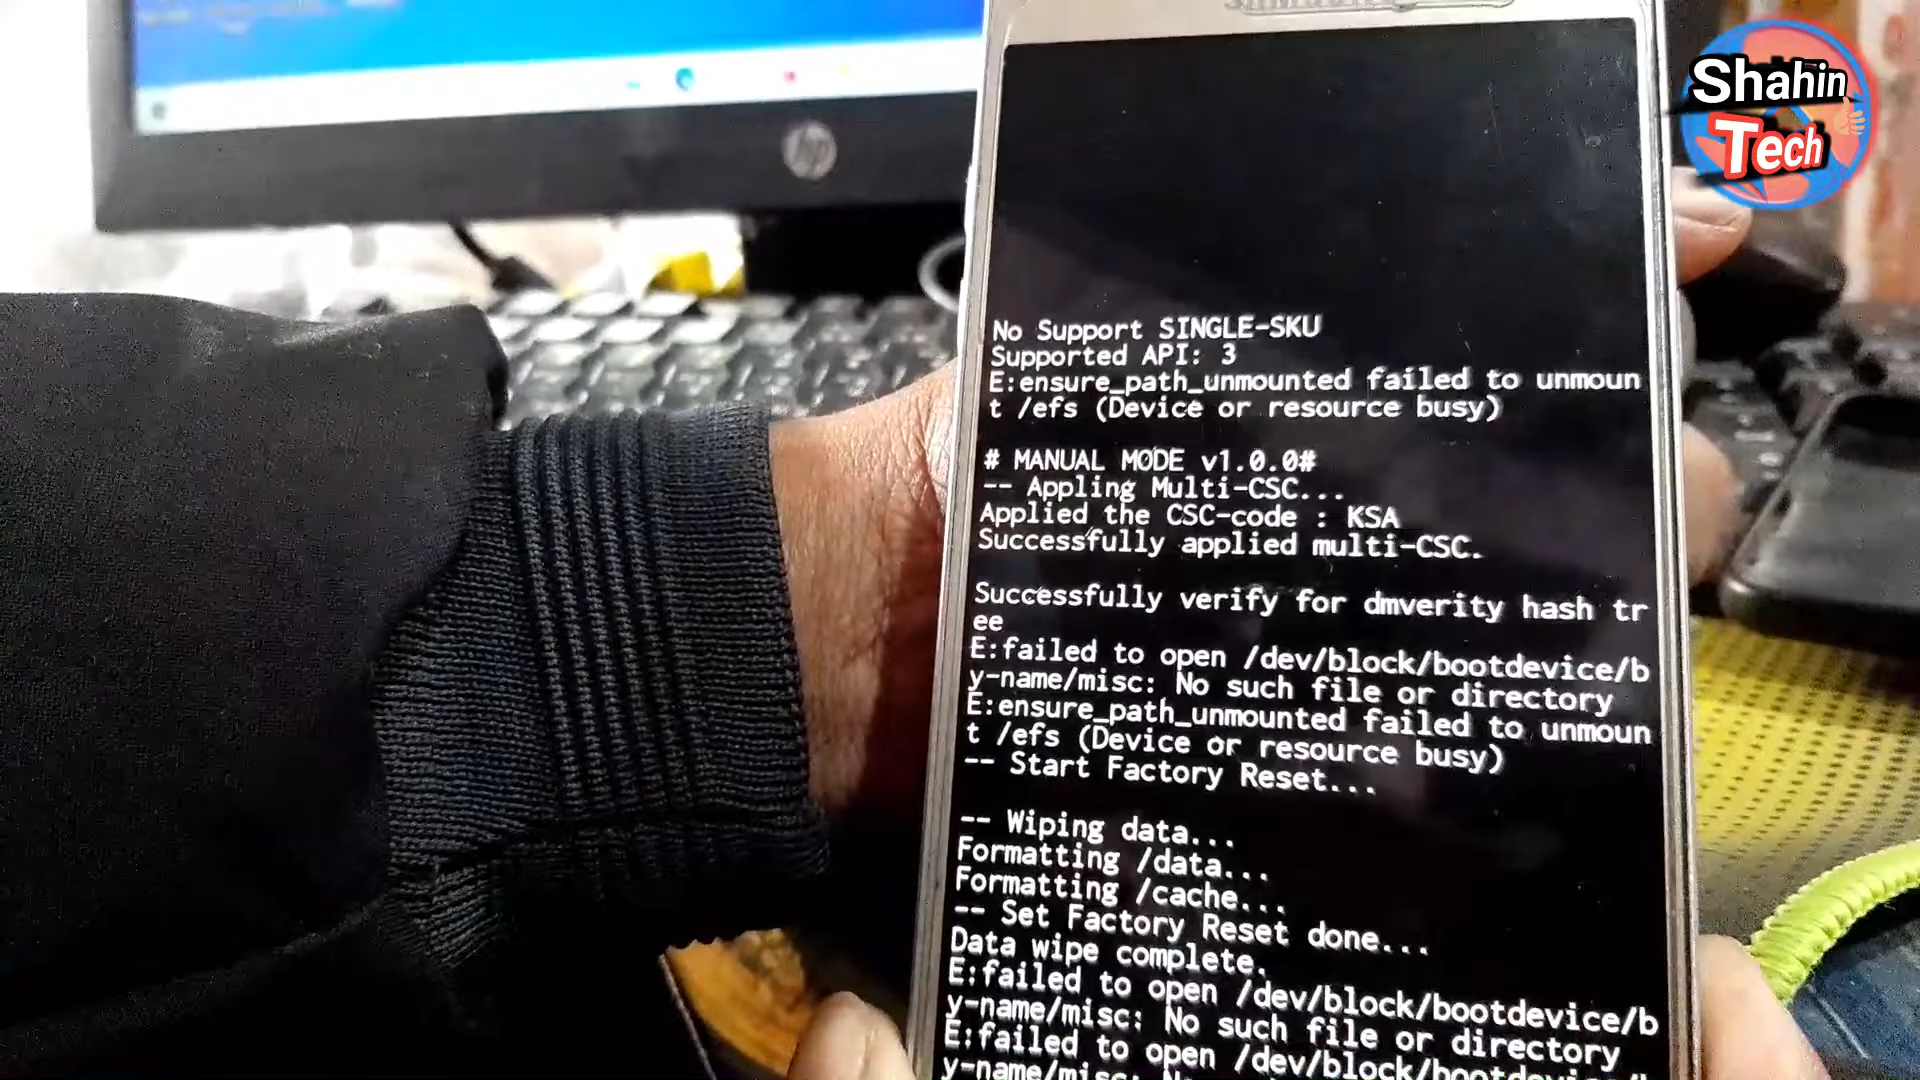 Shahin
Tech
hp
No Support SINGLE-SKU
Supported API: 3
E:ensure_path_unmounted failed to unmoun
t /efs (Device or resource busy)
# MANUAL MODE v1.0.0#
-- Appling Multi-CSC...
Applied the CSC-code : KSA
Successfully applied multi-CSC.
Successfully verify for dmverity hash tr
ee
E:failed to open /dev/block/bootdevice/b
y-name/misc: No such file or directory
E:ensure_path_unmounted failed to unmoun
t /efs (Device or resource busy)
-- Start Factory Reset...
-- Wiping data...
Formatting /data...
Formatting /cache...
-- Set Factory Reset done...
Data wipe complete.
E:failed to open /dev/block/bootdevice/b
y-name/misc: No such file or directory
E:failed to open /dev/block/bootdevice/b
y-name/misc: